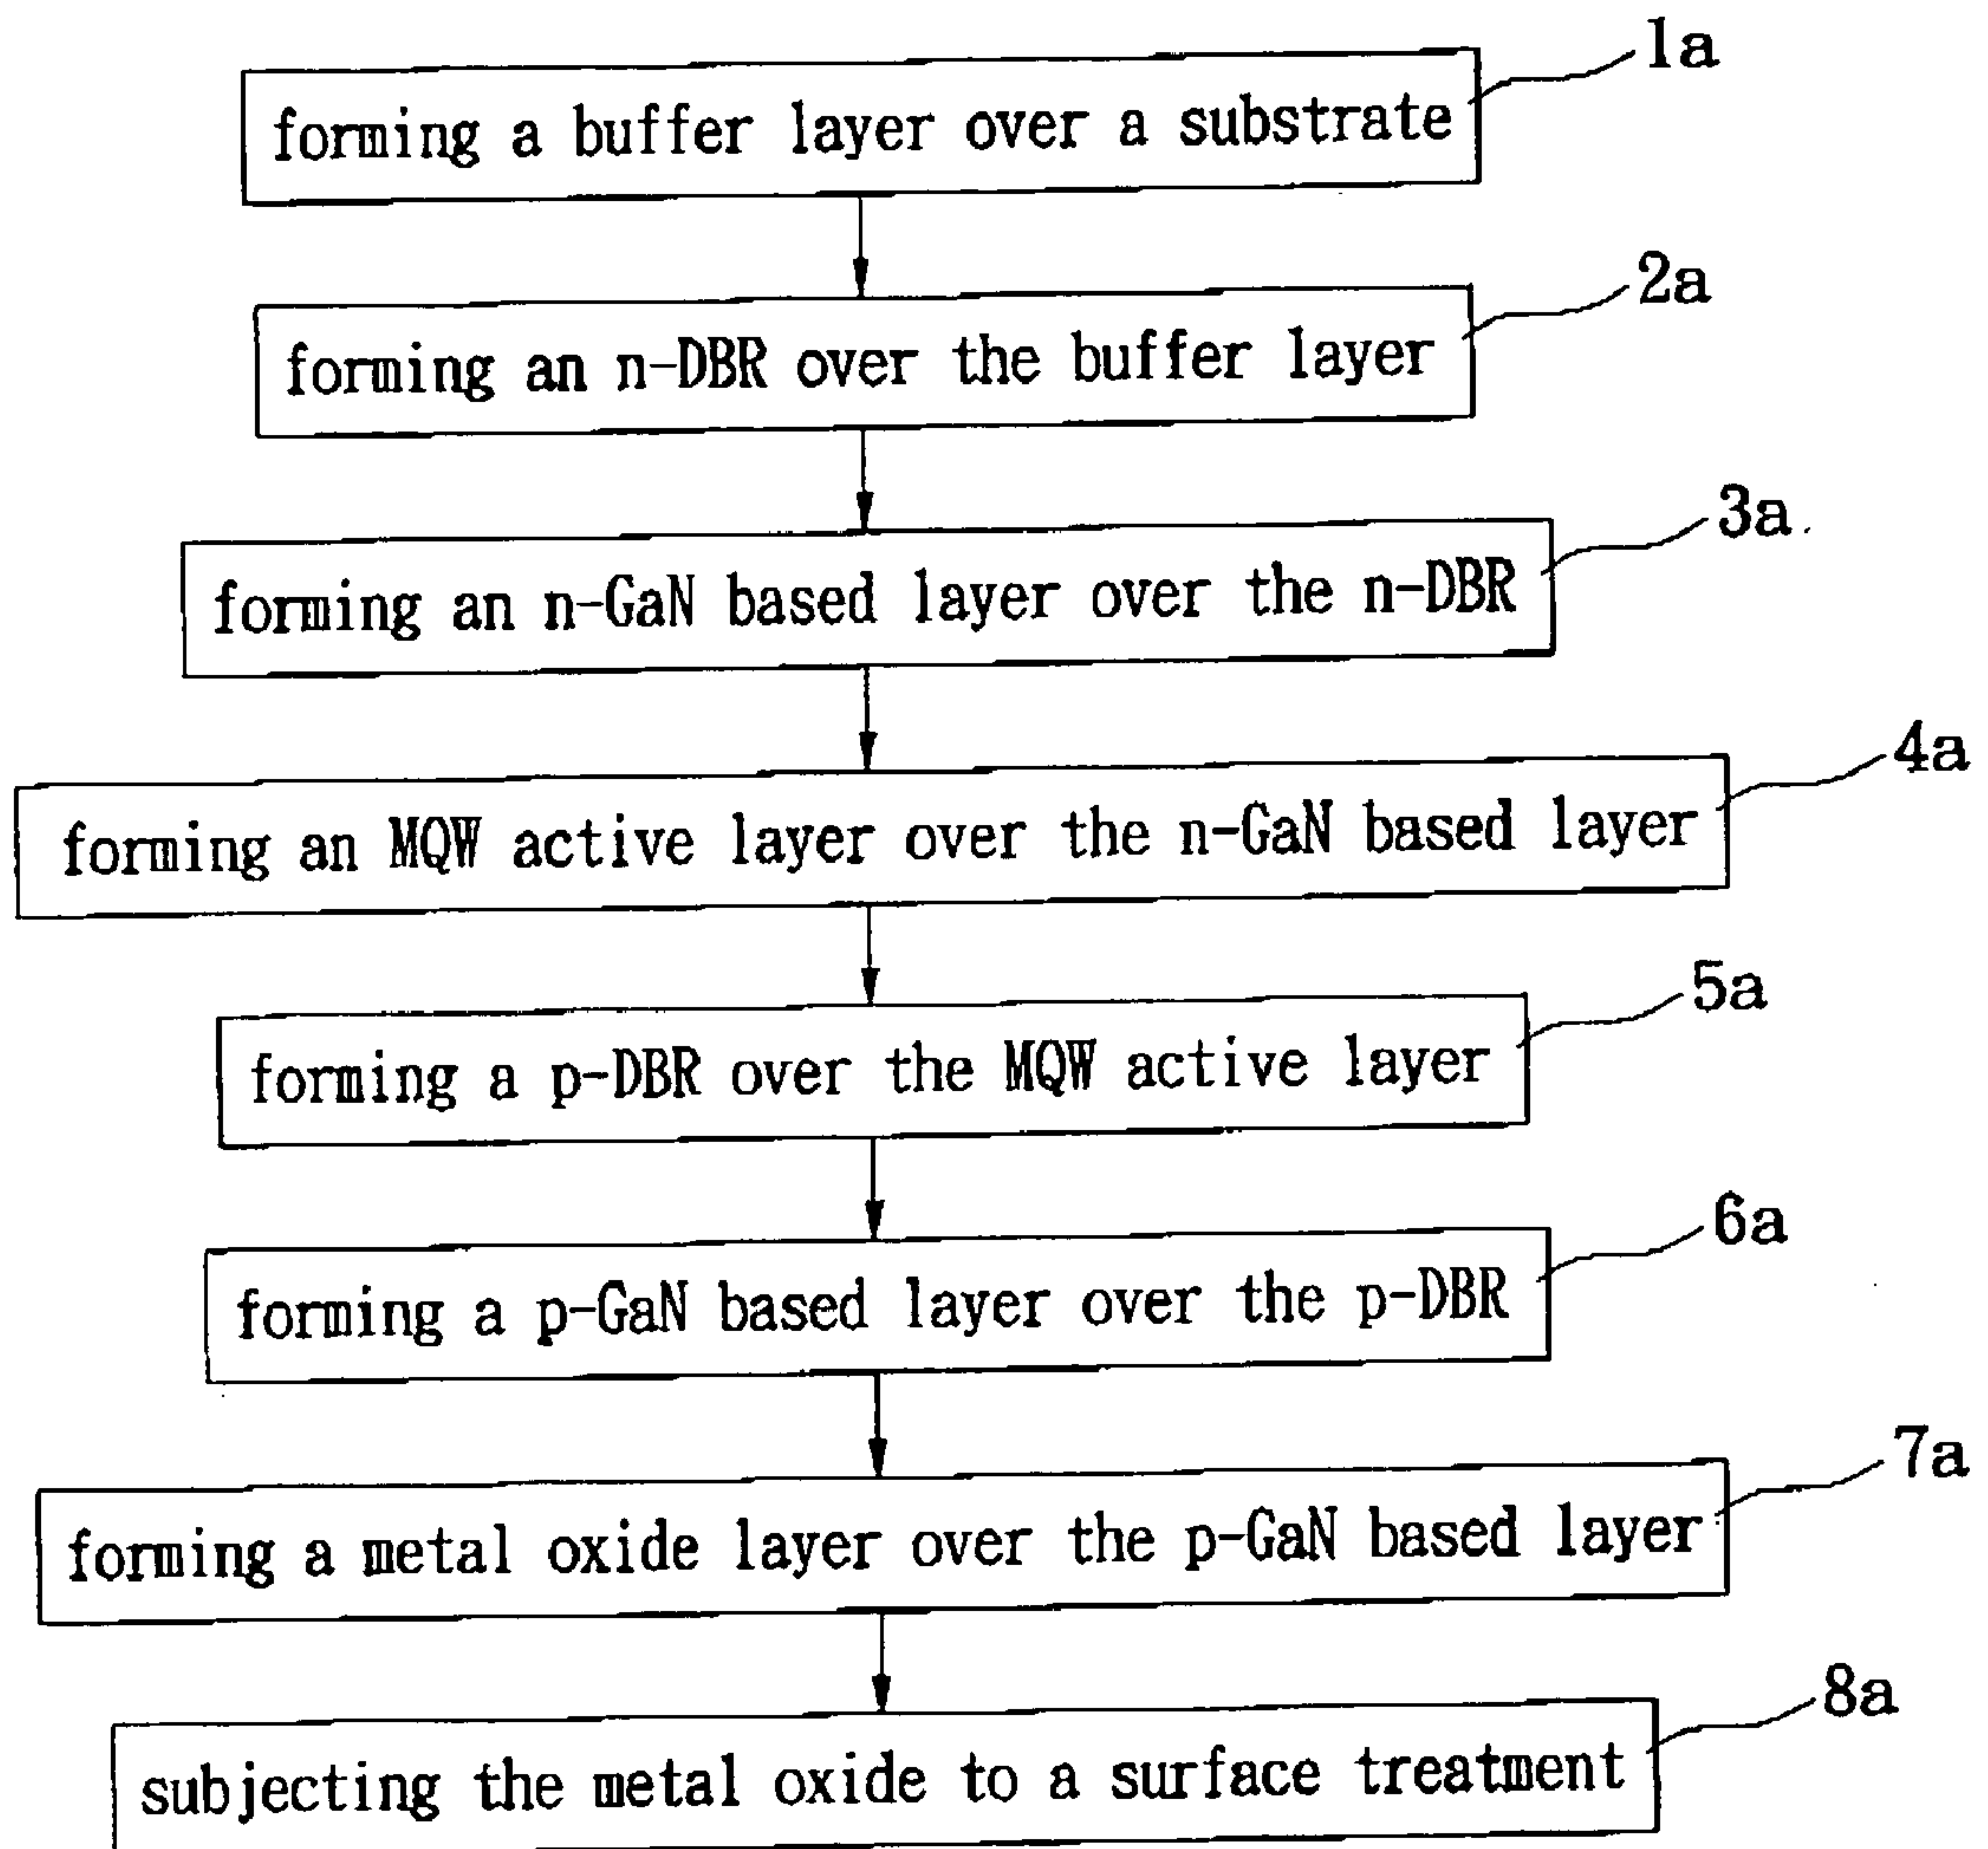 1a
forming a buffer layer over a substrate
2a
forming an n-DBR over the buffer layer
3a
forming an n-GaN based layer over the n-DBR
4a
forming an MQW active layer over the n-GaN based layer
5a
forming a p-DBR over the MQW active layer
6a
forming a p-GaN based layer over the p-DBR
7a
forming a metal oxide layer over the p-GaN based layer
8a
subjecting the metal oxide to a surface treatment